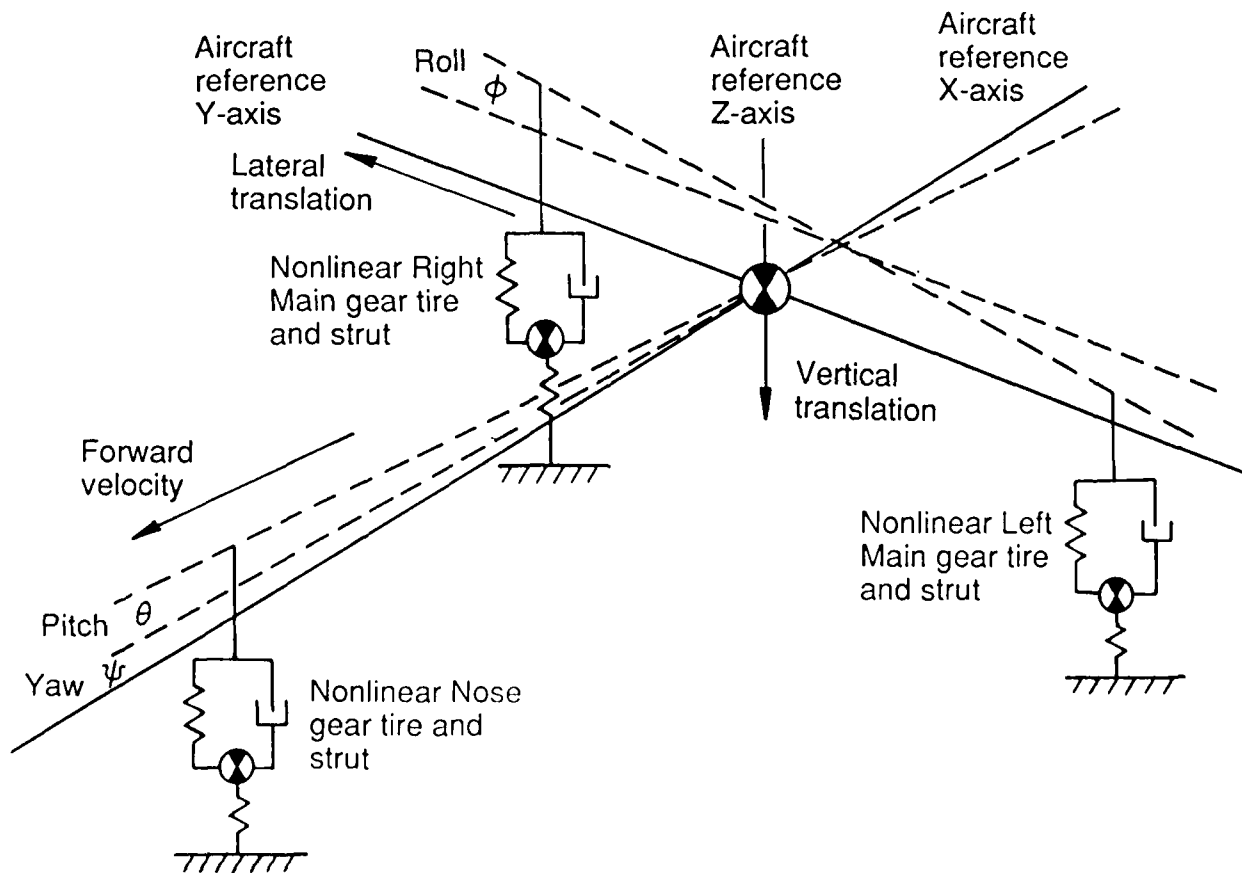 Aircraft
reference
Y-axis
Roll
ϕ
Aircraft
reference
Z-axis
Aircraft
reference
X-axis
Lateral
translation
Nonlinear Right
Main gear tire
and strut
Vertical
translation
Forward
velocity
Nonlinear Left
Main gear tire
and strut
Pitch
θ
Yaw
ψ
Nonlinear Nose
gear tire and
strut